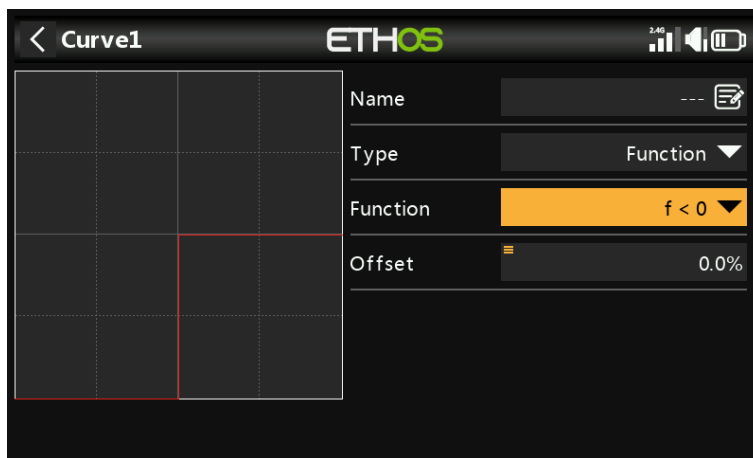 Curve1
ETHOS
2.4G
Name ---
Type Function
Function f < 0
Offset 0.0%